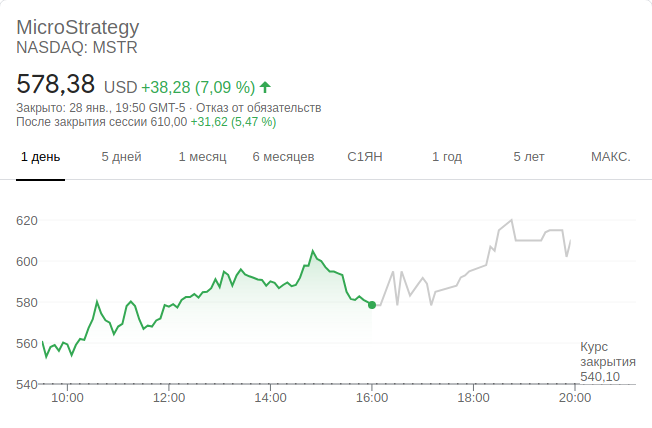 MicroStrategy
NASDAQ: MSTR
578,38 USD +38,28 (7,09 %)
Закрыто: 28 янв., 19:50 GMT-5 · Отказ от обязательств
После закрытия сессии 610,00 +31,62 (5,47 %)
1 день 5 дней 1 месяц 6 месяцев С1ЯН 1 год 5 лет МАКС.
620
600
580
560
540
Курс
закрытия
540,10
10:00 12:00 14:00 16:00 18:00 20:00